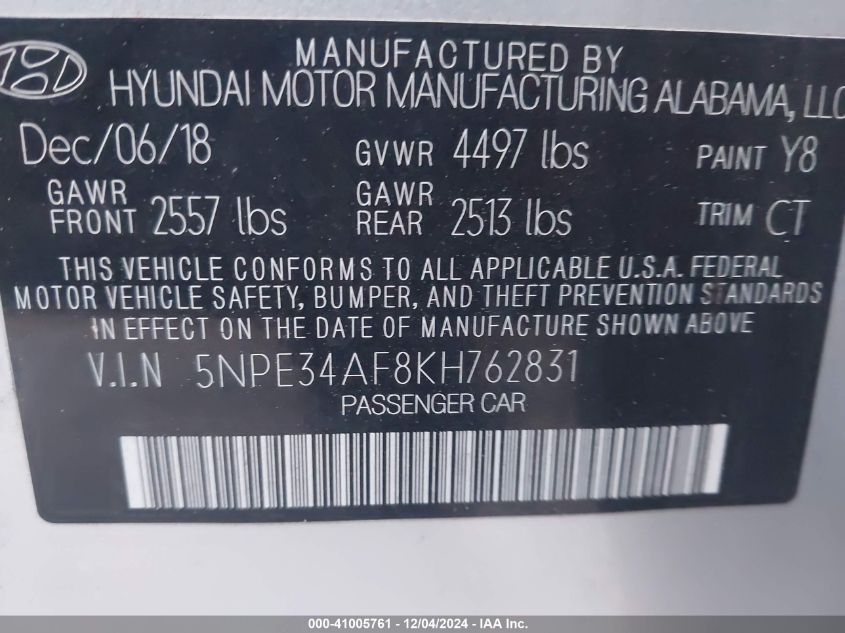 MANUFACTURED BY
HYUNDAI MOTOR MANUFACTURING ALABAMA, LLC
Dec/06/18 GVWR 4497 lbs PAINT Y8
GAWR FRONT 2557 lbs GAWR REAR 2513 lbs TRIM CT
THIS VEHICLE CONFORMS TO ALL APPLICABLE U.S.A. FEDERAL
MOTOR VEHICLE SAFETY, BUMPER, AND THEFT PREVENTION STANDARDS
IN EFFECT ON THE DATE OF MANUFACTURE SHOWN ABOVE
V.I.N 5NPE34AF8KH762831
PASSENGER CAR
000-41005761 - 12/04/2024 - IAA Inc.